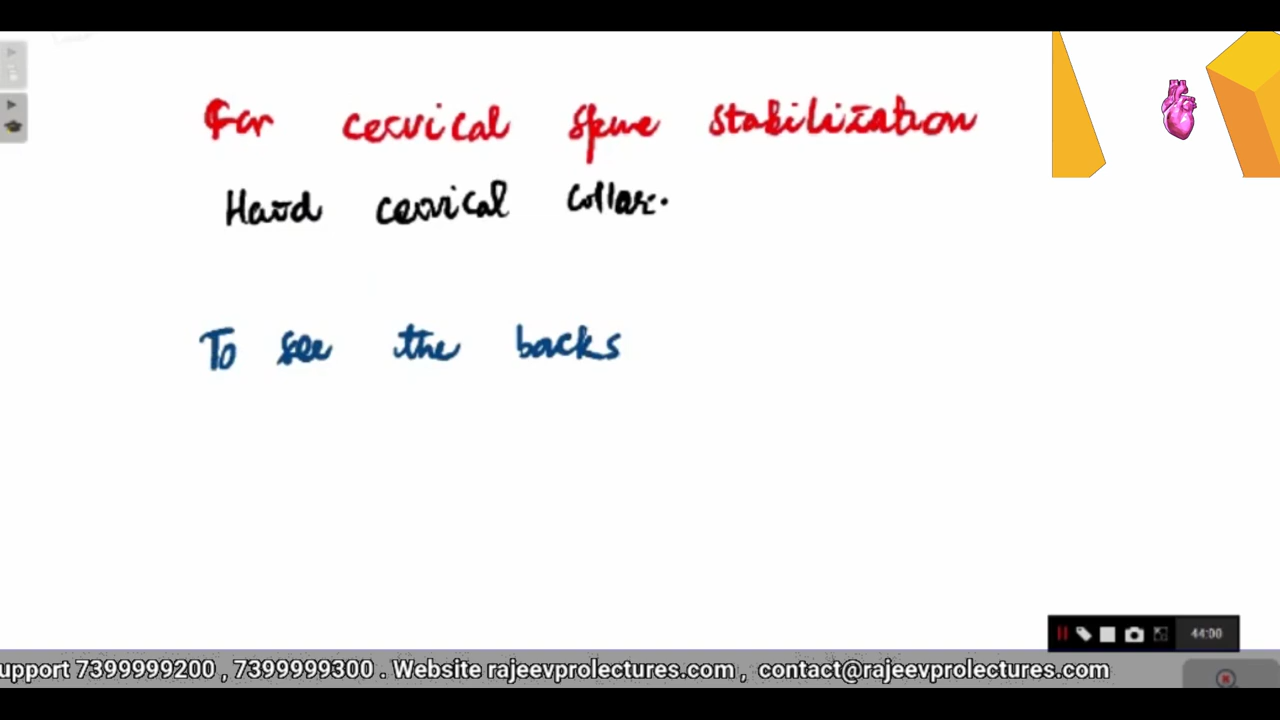 For cervical spine stabilization
Hard cervical collar.
To see the backs
44:00
upport 7399999200 , 7399999300 . Website rajeevprolectures.com , contact@rajeevprolectures.com